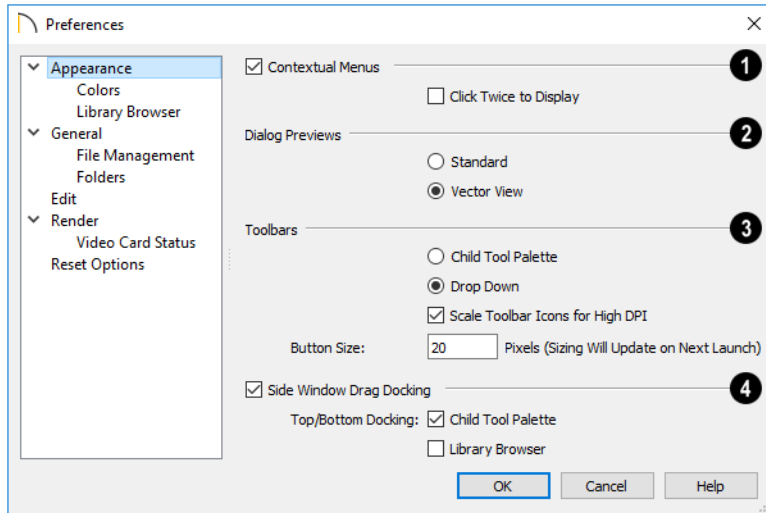 Preferences
Appearance
Colors
Library Browser
General
File Management
Folders
Edit
Render
Video Card Status
Reset Options
Contextual Menus 1
Click Twice to Display
Dialog Previews 2
Standard
Vector View
Toolbars 3
Child Tool Palette
Drop Down
Scale Toolbar Icons for High DPI
Button Size: 20 Pixels (Sizing Will Update on Next Launch)
Side Window Drag Docking 4
Top/Bottom Docking: Child Tool Palette
Library Browser
OK Cancel Help